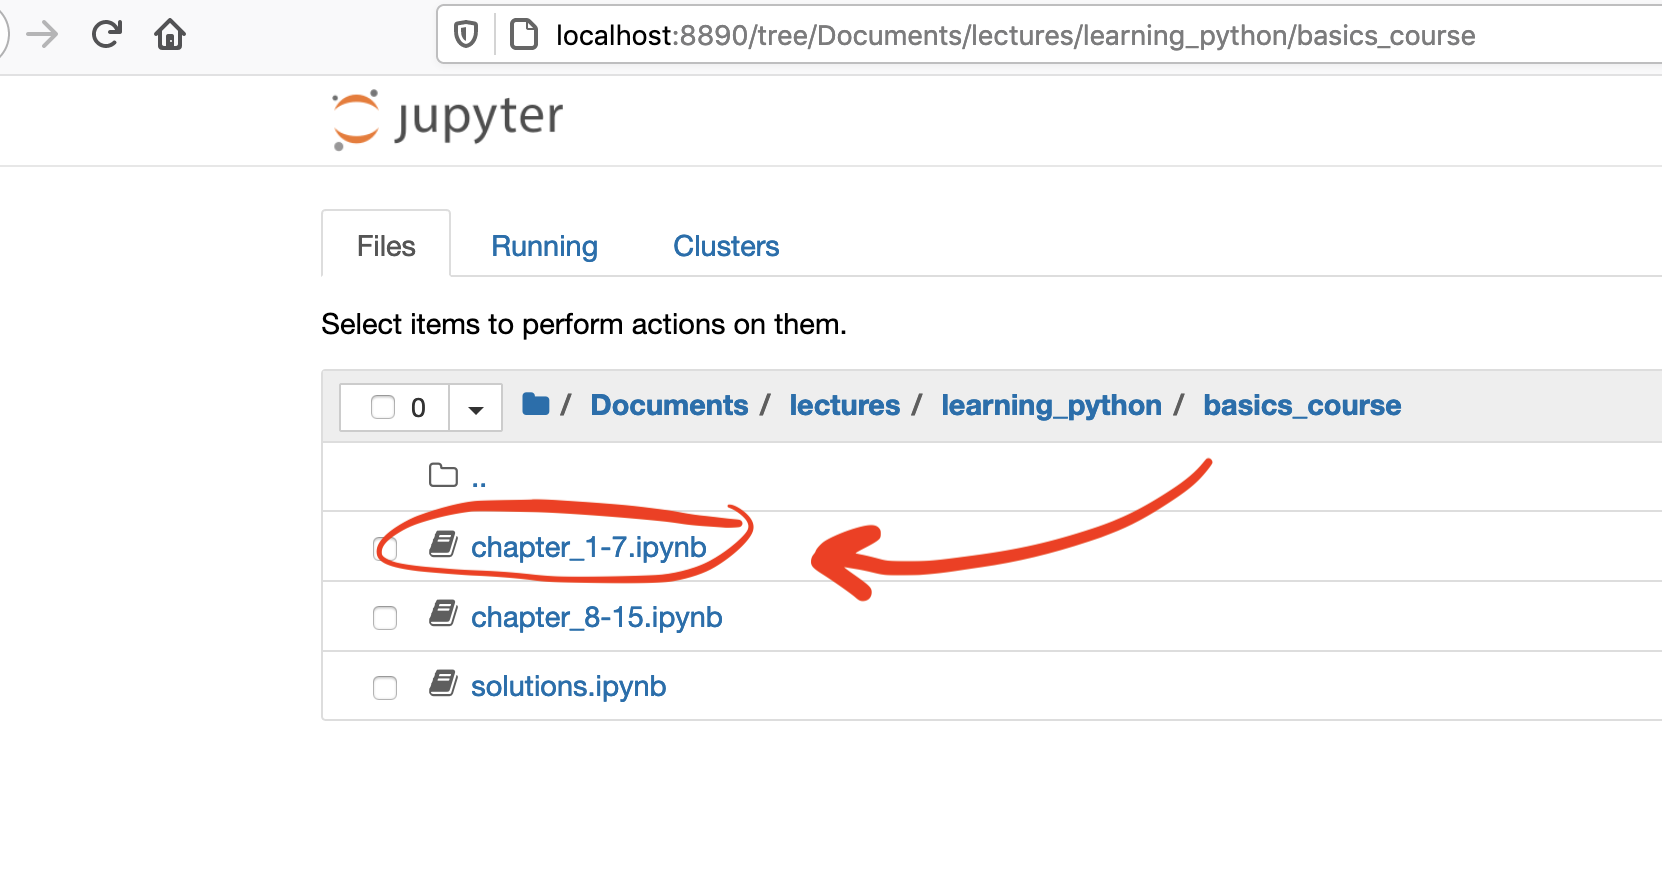 localhost:8890/tree/Documents/lectures/learning_python/basics_course
jupyter
Files Running Clusters
Select items to perform actions on them.
0 / Documents / lectures / learning_python / basics_course
..
chapter_1-7.ipynb
chapter_8-15.ipynb
solutions.ipynb